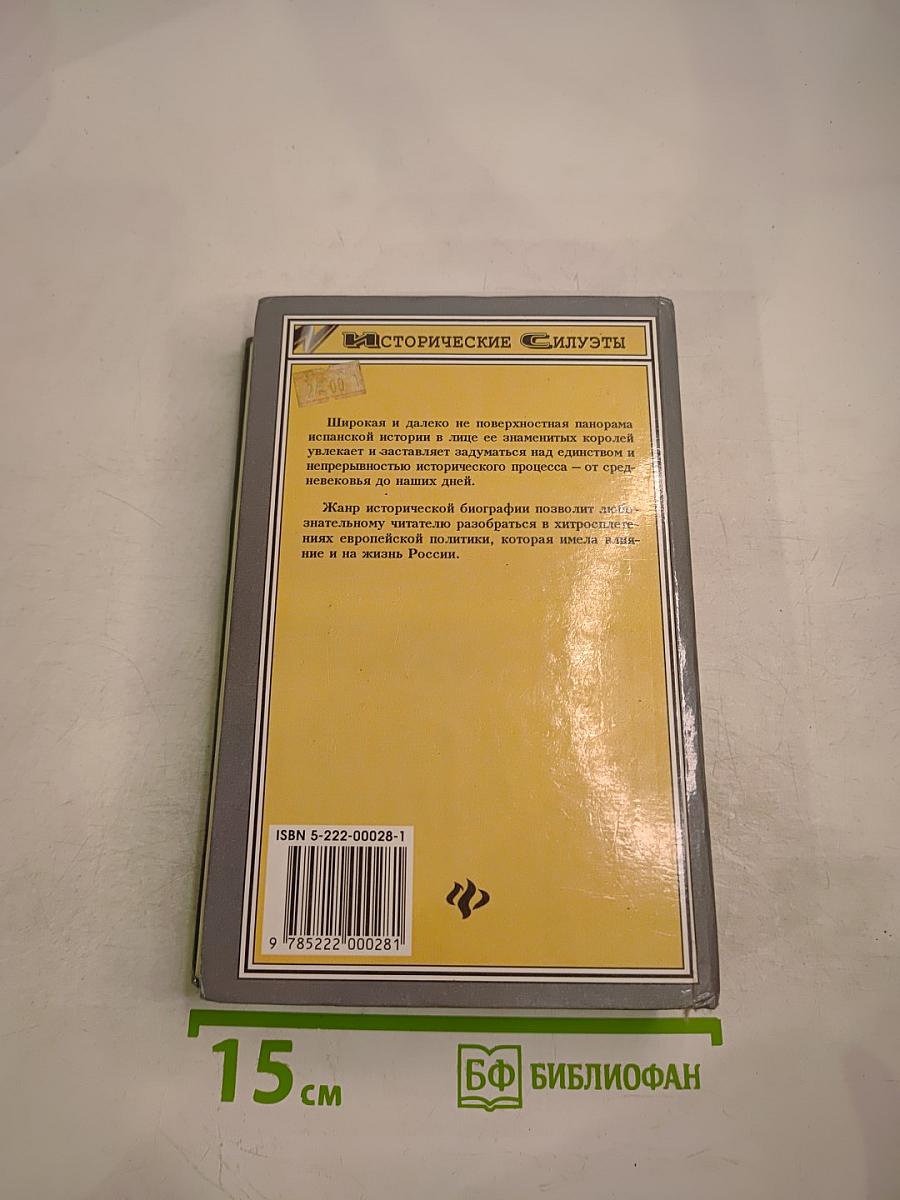 Исторические Силуэты
Широкая и далеко не поверхностная панорама
испанской истории в лице ее знаменитых королей
увлекает и заставляет задуматься над единством и
непрерывностью исторического процесса – от сред-
невековья до наших дней.
Жанр исторической биографии позволит любо-
знательному читателю разобраться в хитросплете-
ниях европейской политики, которая имела влия-
ние и на жизнь России.
ISBN 5-222-00028-1
9 785222 000281
15 см
БФ БИБЛИОФАН